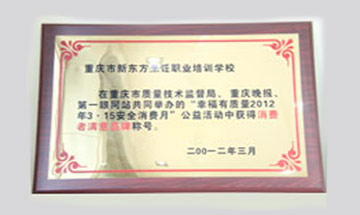 重庆市新东方烹饪职业培训学校
在重庆市质量技术监督局、重庆晚报、
第一眼网站共同举办的“幸福有质量2012
年3·15安全消费月”公益活动中获得消费
者满意品牌称号。
二00一二年三月